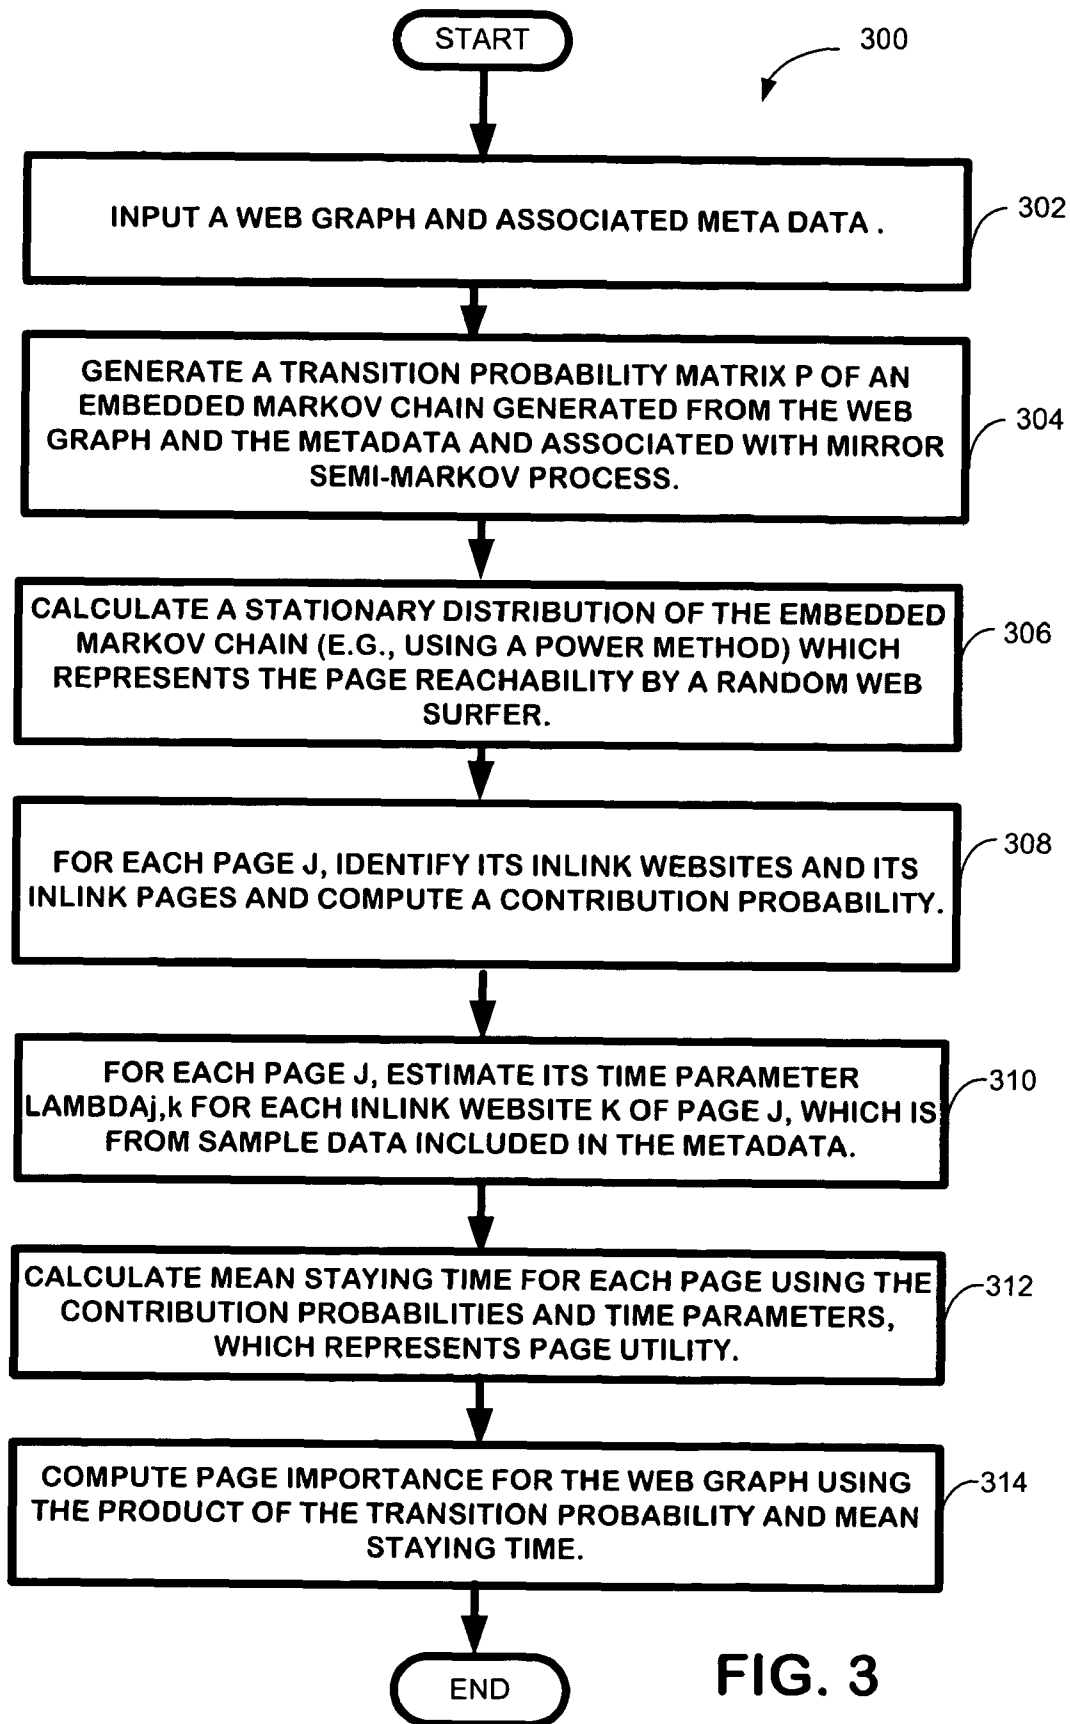 START
300
INPUT A WEB GRAPH AND ASSOCIATED META DATA .
302
GENERATE A TRANSITION PROBABILITY MATRIX P OF AN
EMBEDDED MARKOV CHAIN GENERATED FROM THE WEB
GRAPH AND THE METADATA AND ASSOCIATED WITH MIRROR
SEMI-MARKOV PROCESS.
304
CALCULATE A STATIONARY DISTRIBUTION OF THE EMBEDDED
MARKOV CHAIN (E.G., USING A POWER METHOD) WHICH
REPRESENTS THE PAGE REACHABILITY BY A RANDOM WEB
SURFER.
306
FOR EACH PAGE J, IDENTIFY ITS INLINK WEBSITES AND ITS
INLINK PAGES AND COMPUTE A CONTRIBUTION PROBABILITY.
308
FOR EACH PAGE J, ESTIMATE ITS TIME PARAMETER
LAMBDAj,k FOR EACH INLINK WEBSITE K OF PAGE J, WHICH IS
FROM SAMPLE DATA INCLUDED IN THE METADATA.
310
CALCULATE MEAN STAYING TIME FOR EACH PAGE USING THE
CONTRIBUTION PROBABILITIES AND TIME PARAMETERS,
WHICH REPRESENTS PAGE UTILITY.
312
COMPUTE PAGE IMPORTANCE FOR THE WEB GRAPH USING
THE PRODUCT OF THE TRANSITION PROBABILITY AND MEAN
STAYING TIME.
314
END
FIG. 3